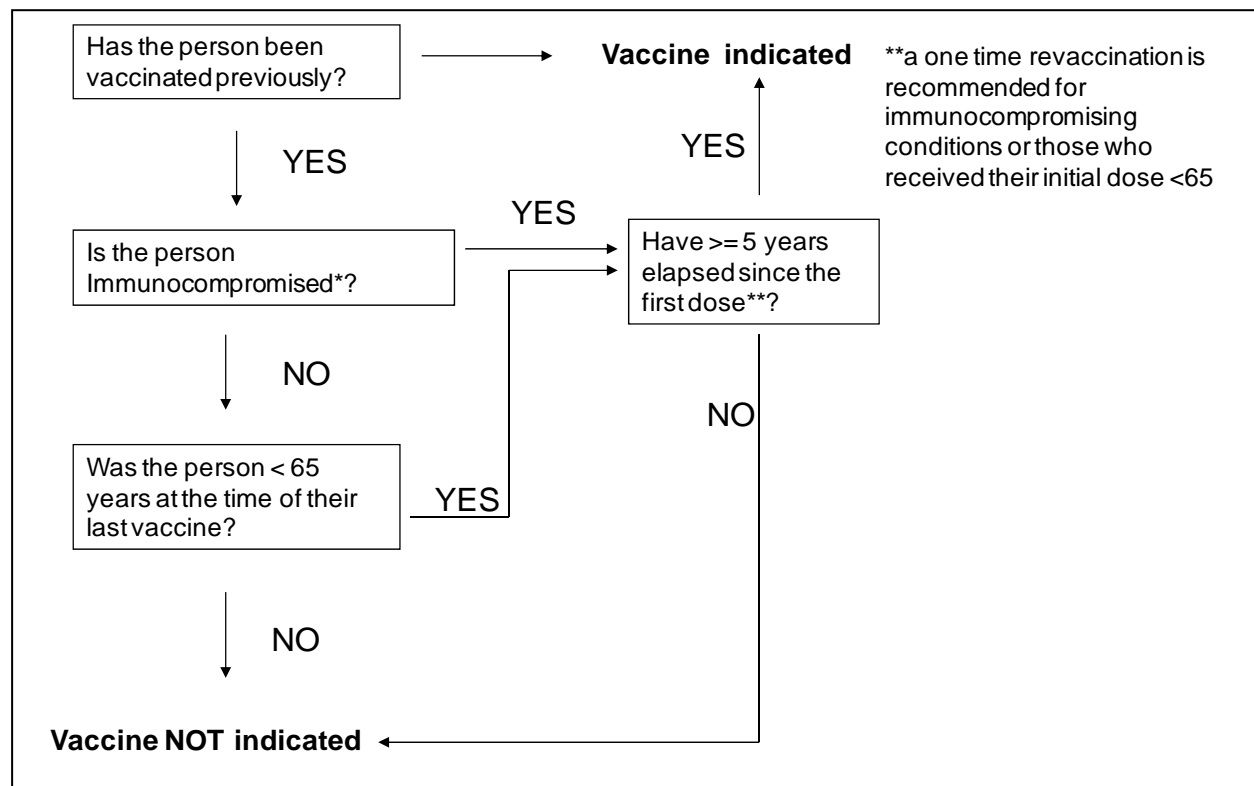 Has the person been
vaccinated previously?
Vaccine indicated
**a one time revaccination is
recommended for
immunocompromising
conditions or those who
received their initial dose <65
YES
YES
Is the person
Immunocompromised*?
YES
Have >= 5 years
elapsed since the
first dose**?
NO
NO
Was the person < 65
years at the time of their
last vaccine?
YES
NO
Vaccine NOT indicated